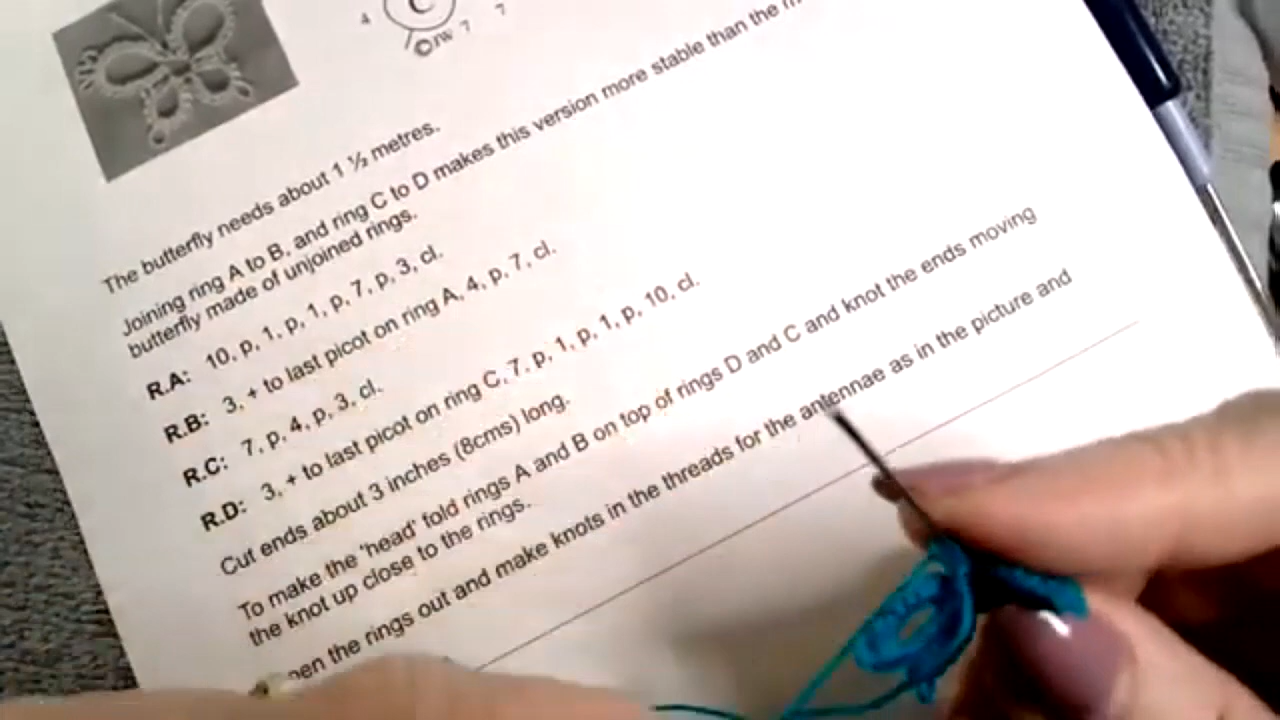 4 C 7 7
©JW
The butterfly needs about 1 ½ metres.
Joining ring A to B, and ring C to D makes this version more stable than the
butterfly made of unjoined rings.
R.A: 10, p, 1, p, 1, p, 7, p, 3, cl.
R.B: 3, + to last picot on ring A, 4, p, 7, cl.
R.C: 7, p, 4, p, 3, cl.
R.D: 3, + to last picot on ring C, 7, p, 1, p, 1, p, 10, cl.
Cut ends about 3 inches (8cms) long.
To make the 'head' fold rings A and B on top of rings D and C and knot the ends moving
the knot up close to the rings.
the rings out and make knots in the threads for the antennae as in the picture and